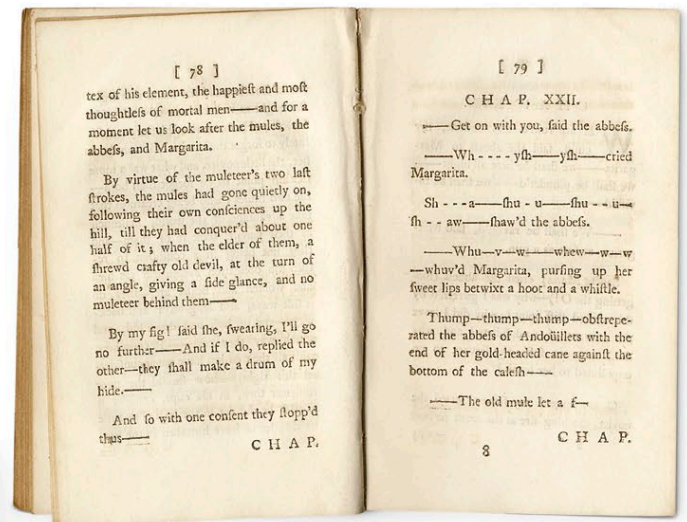 [ 78 ]
tex of his element, the happieſt and moſt
thoughtleſs of mortal men——and for a
moment let us look after the mules, the
abbeſs, and Margarita.
By virtue of the muleteer's two laſt
ſtrokes, the mules had gone quietly on,
following their own conſciences up the
hill, till they had conquer'd about one
half of it; when the elder of them, a
ſhrewd crafty old devil, at the turn of
an angle, giving a ſide glance, and no
muleteer behind them——
By my fig! ſaid ſhe, ſwearing, I'll go
no further——And if I do, replied the
other—they ſhall make a drum of my
hide.——
And ſo with one conſent they ſtopp'd
thus——
C H A P.
[ 79 ]
C H A P. XXII.
——Get on with you, ſaid the abbeſs.
——Wh - - - - yſh——yſh——cried
Margarita.
Sh - - - a——ſhu - u——ſhu - - u—
ſh - - aw——ſhaw'd the abbeſs.
——Whu—v—w——whew—w—w
—whuv'd Margarita, purſing up her
ſweet lips betwixt a hoot and a whiſtle.
Thump—thump—thump—obſtrepe-
rated the abbeſs of Andoüillets with the
end of her gold-headed cane againſt the
bottom of the caleſh——
——The old mule let a f—
C H A P.
8